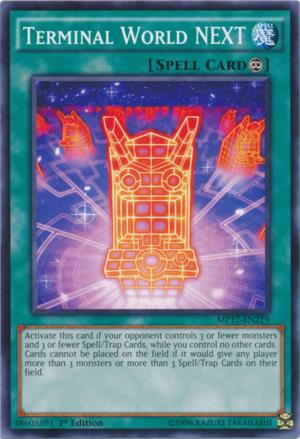 TERMINAL WORLD NEXT
[SPELL CARD]
MP17-EN219
Activate this card if your opponent controls 3 or fewer monsters
and 3 or fewer Spell/Trap Cards, while you control no other cards.
Cards cannot be placed on the field if it would give any player
more than 3 monsters or more than 3 Spell/Trap Cards on their
field.
48605591 1st Edition ©1996 KAZUKI TAKAHASHI